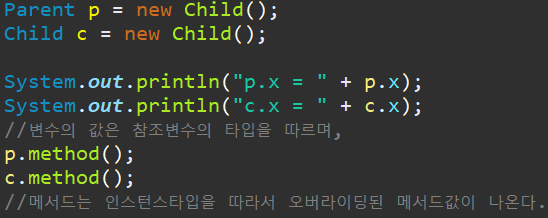 Parent p = new Child();
Child c = new Child();
System.out.println("p.x = " + p.x);
System.out.println("c.x = " + c.x);
//변수의 값은 참조변수의 타입을 따르며,
p.method();
c.method();
//메서드는 인스턴스타입을 따라서 오버라이딩된 메서드값이 나온다.